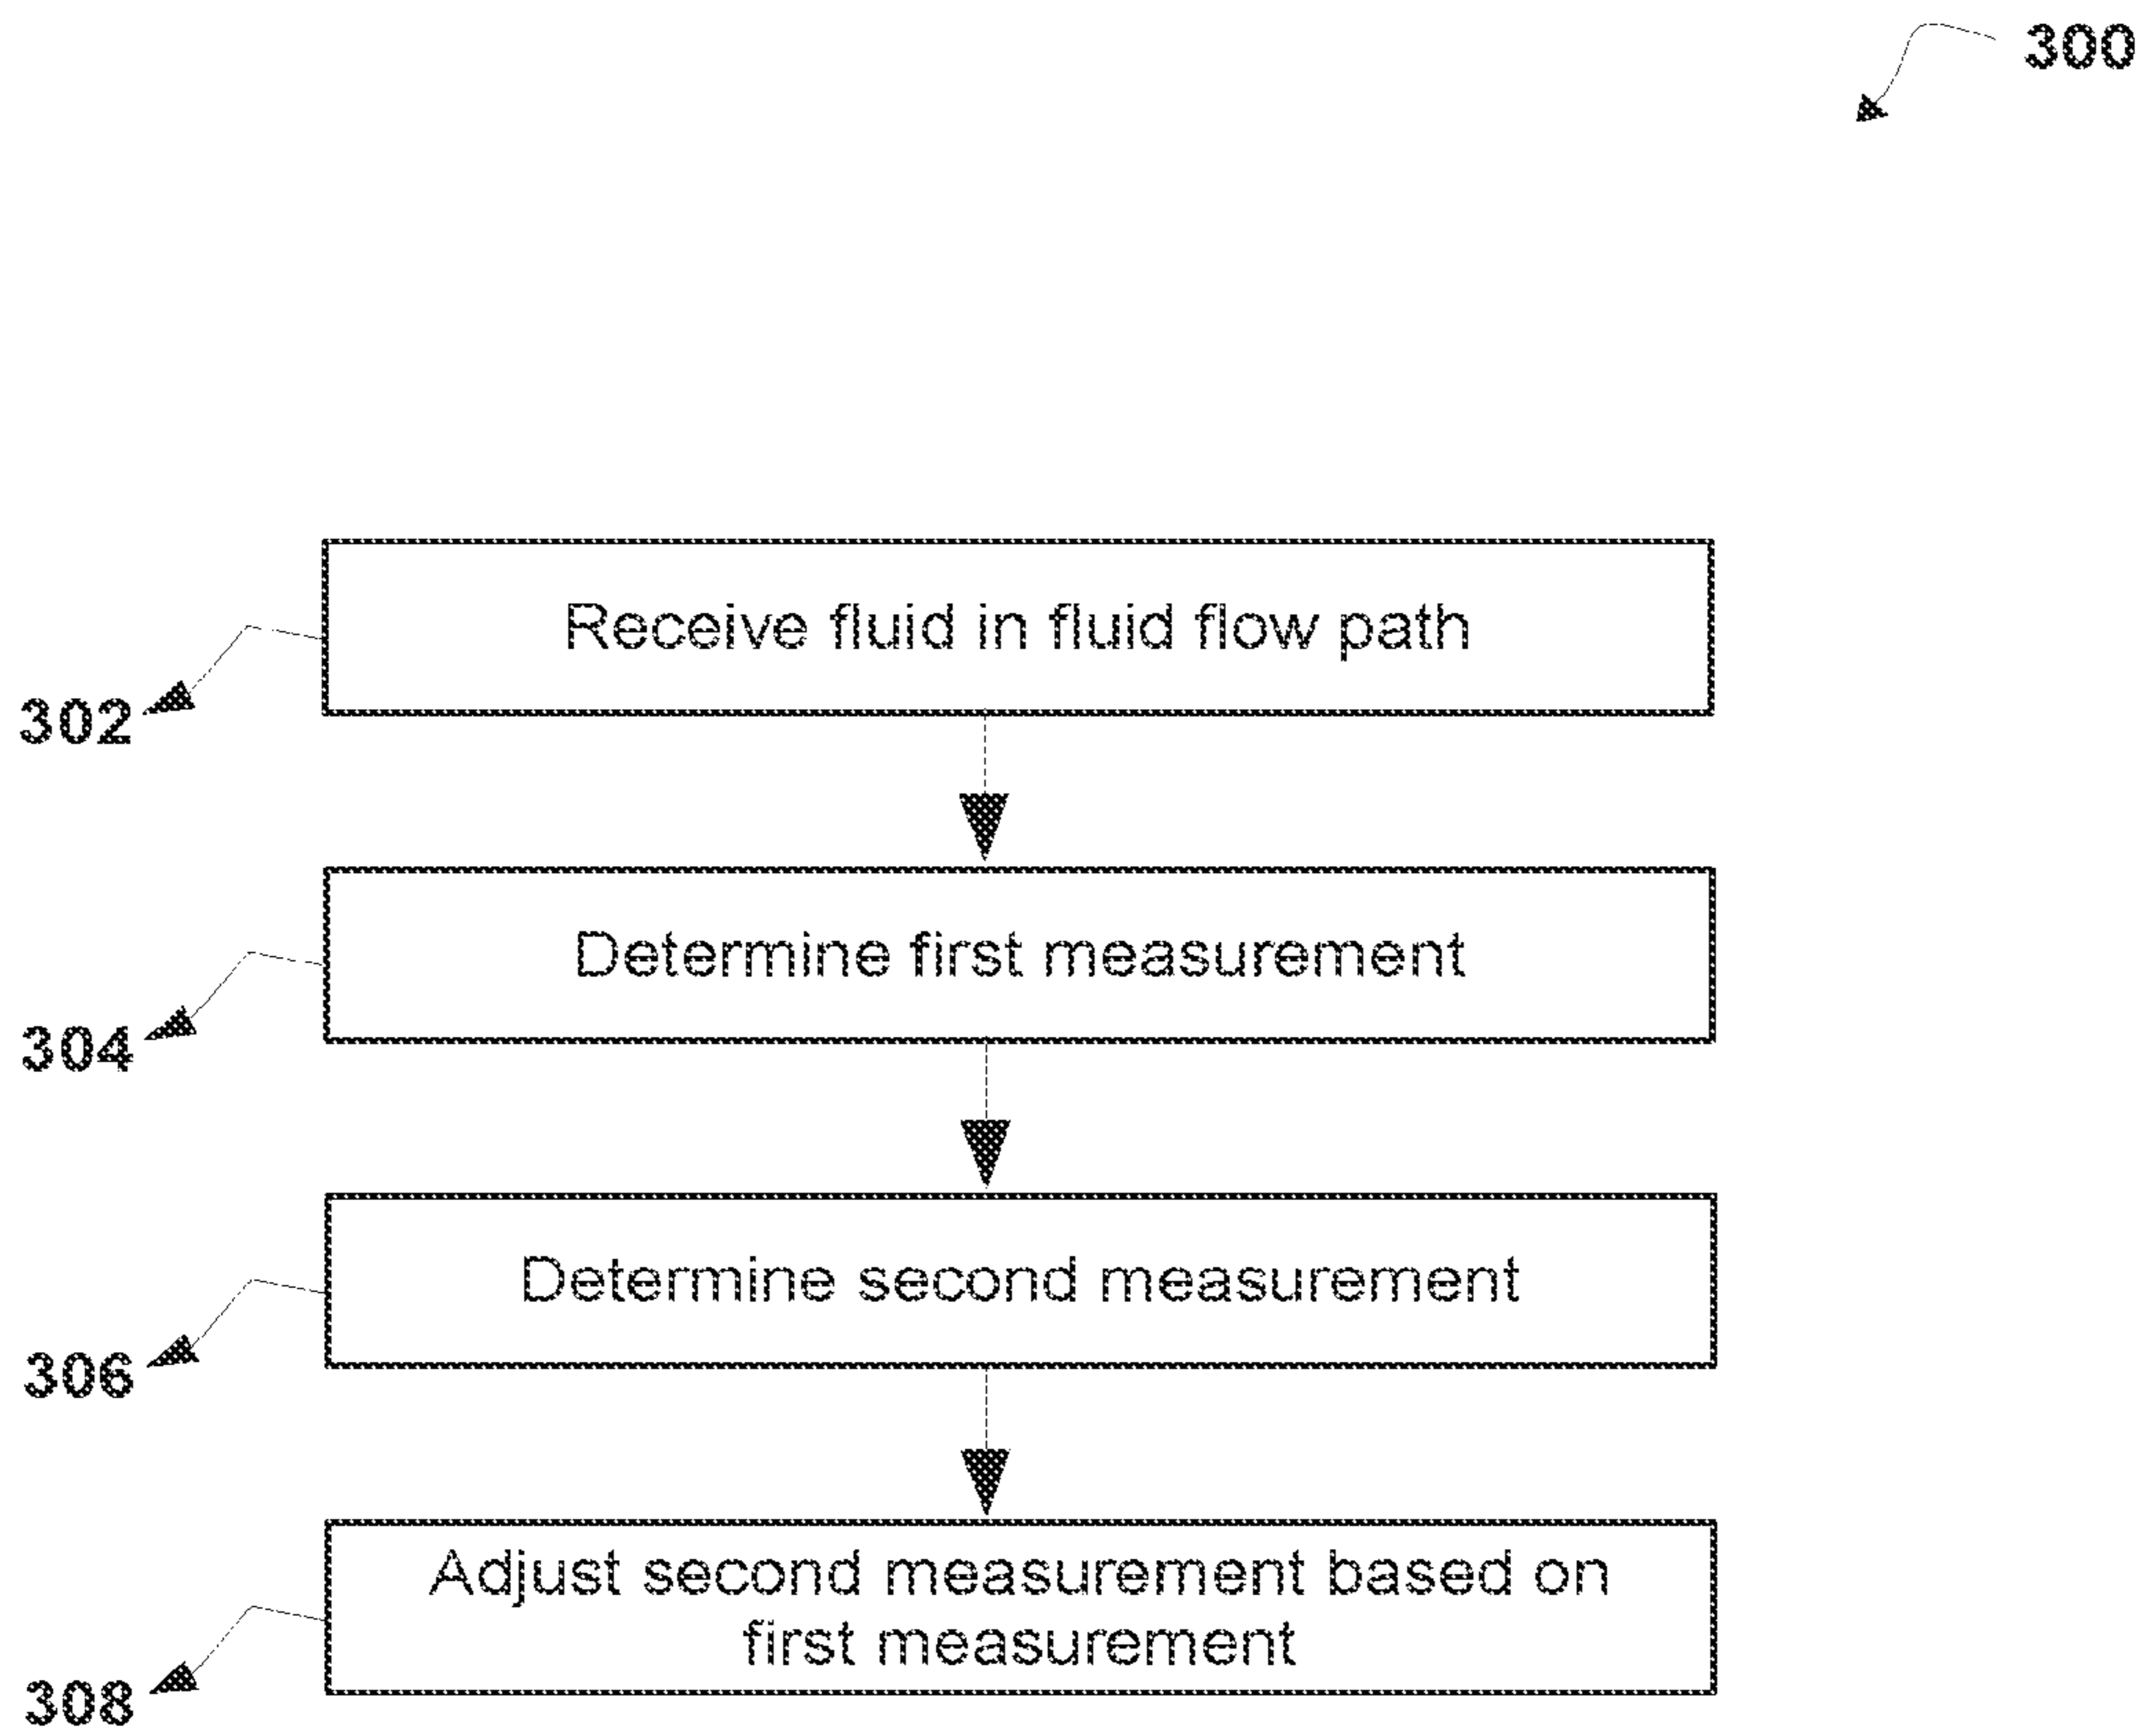 300
Receive fluid in fluid flow path
302
Determine first measurement
304
Determine second measurement
306
Adjust second measurement based on
first measurement
308